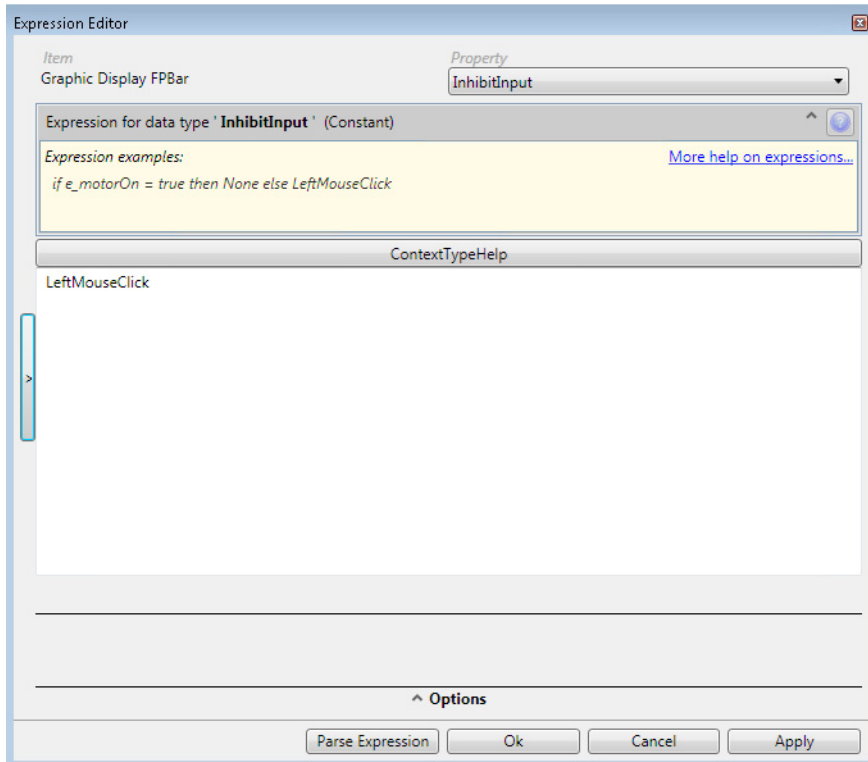 Expression Editor
Item Property
Graphic Display FPBar InhibitInput
Expression for data type ' InhibitInput ' (Constant)
Expression examples: More help on expressions...
if e_motorOn = true then None else LeftMouseClick
ContextTypeHelp
LeftMouseClick
>
^ Options
Parse Expression Ok Cancel Apply